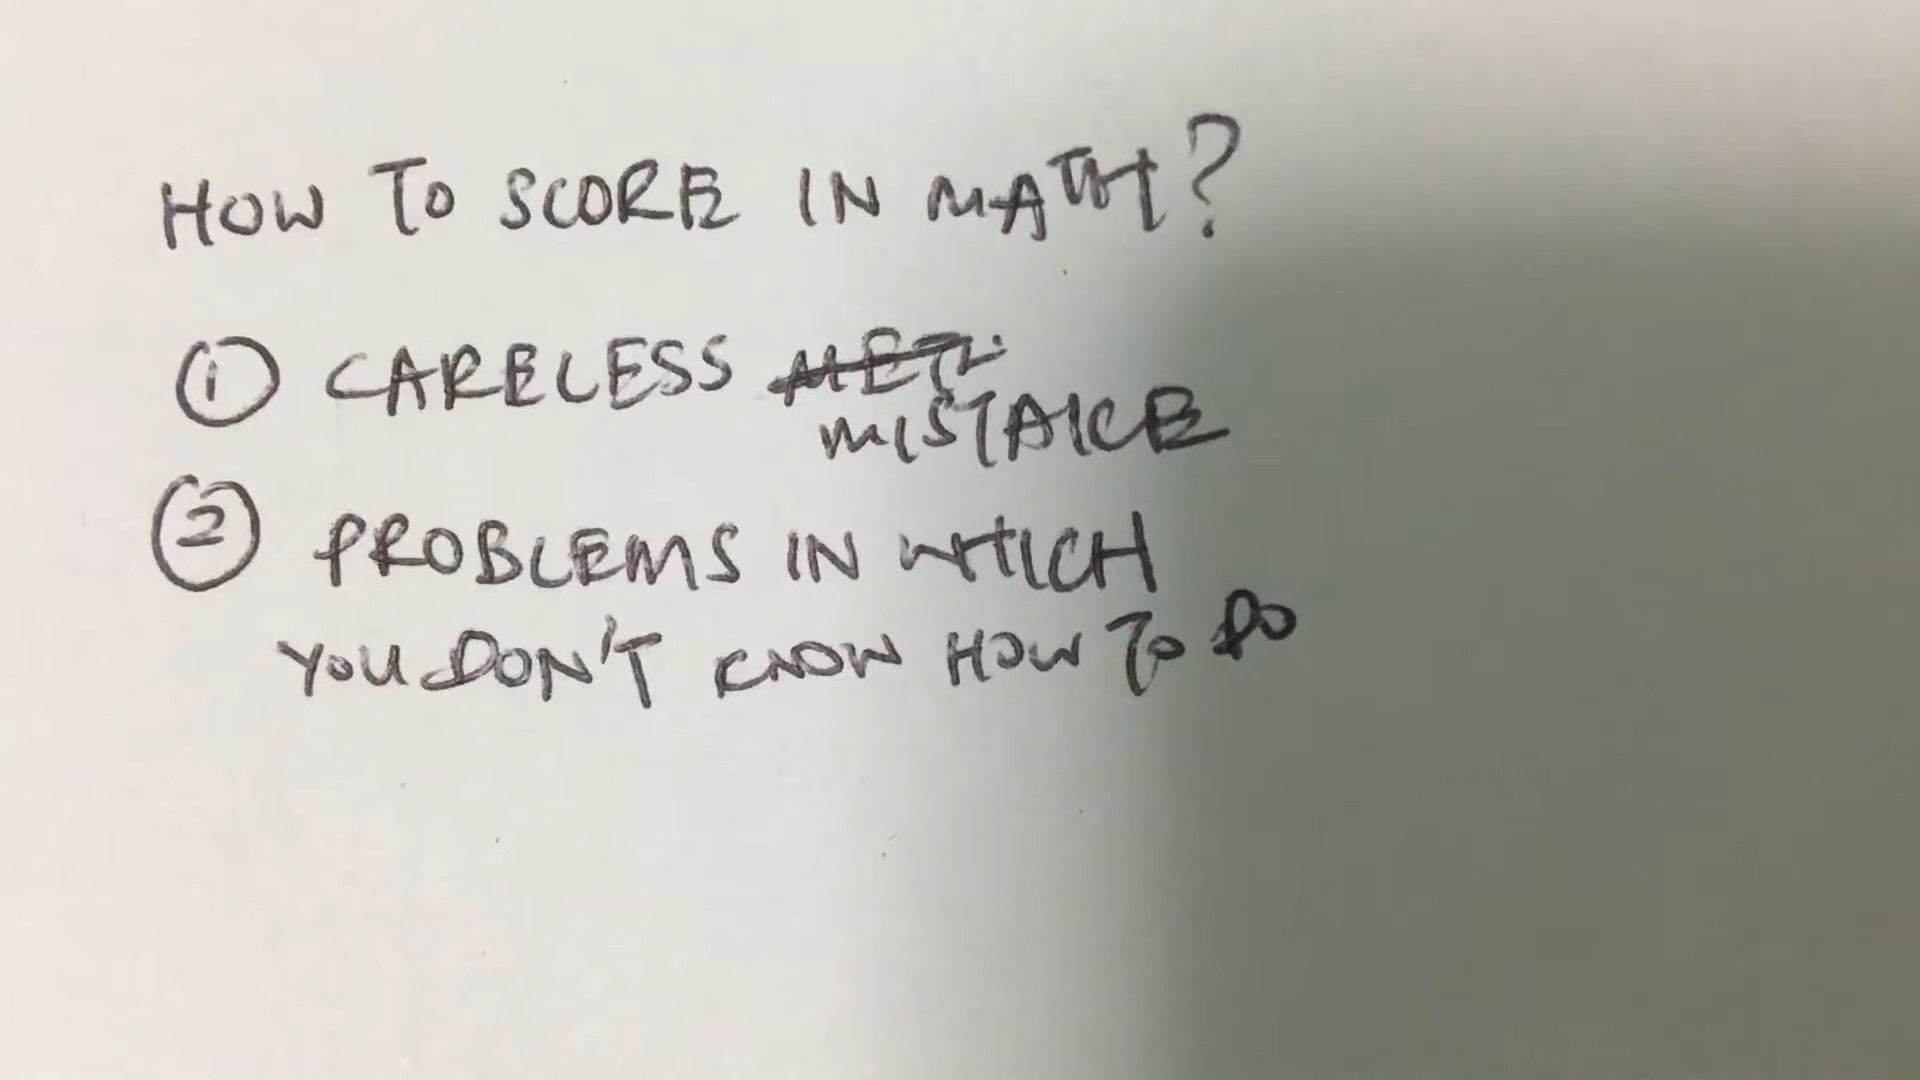 HOW TO SCORE IN MATH?
① CARELESS
MISTAKE
② PROBLEMS IN WHICH
YOU DON'T KNOW HOW TO DO